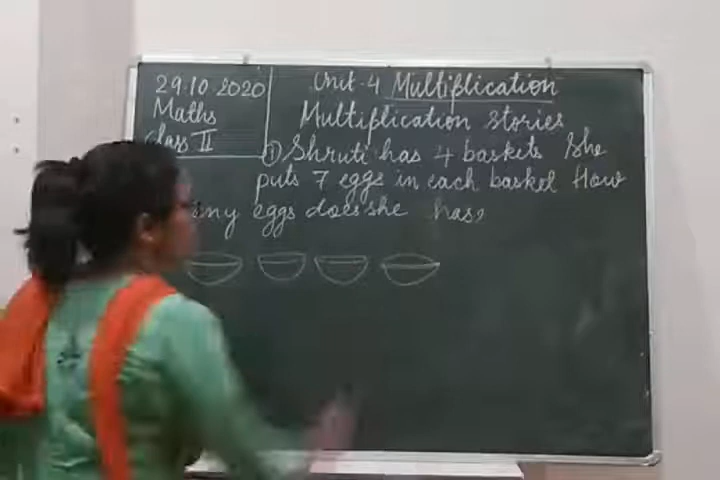 29.10.2020
Maths
Class II
Unit-4 Multiplication
Multiplication Stories
① Shruti has 4 baskets She
puts 7 eggs in each basket How
eggs does she has?